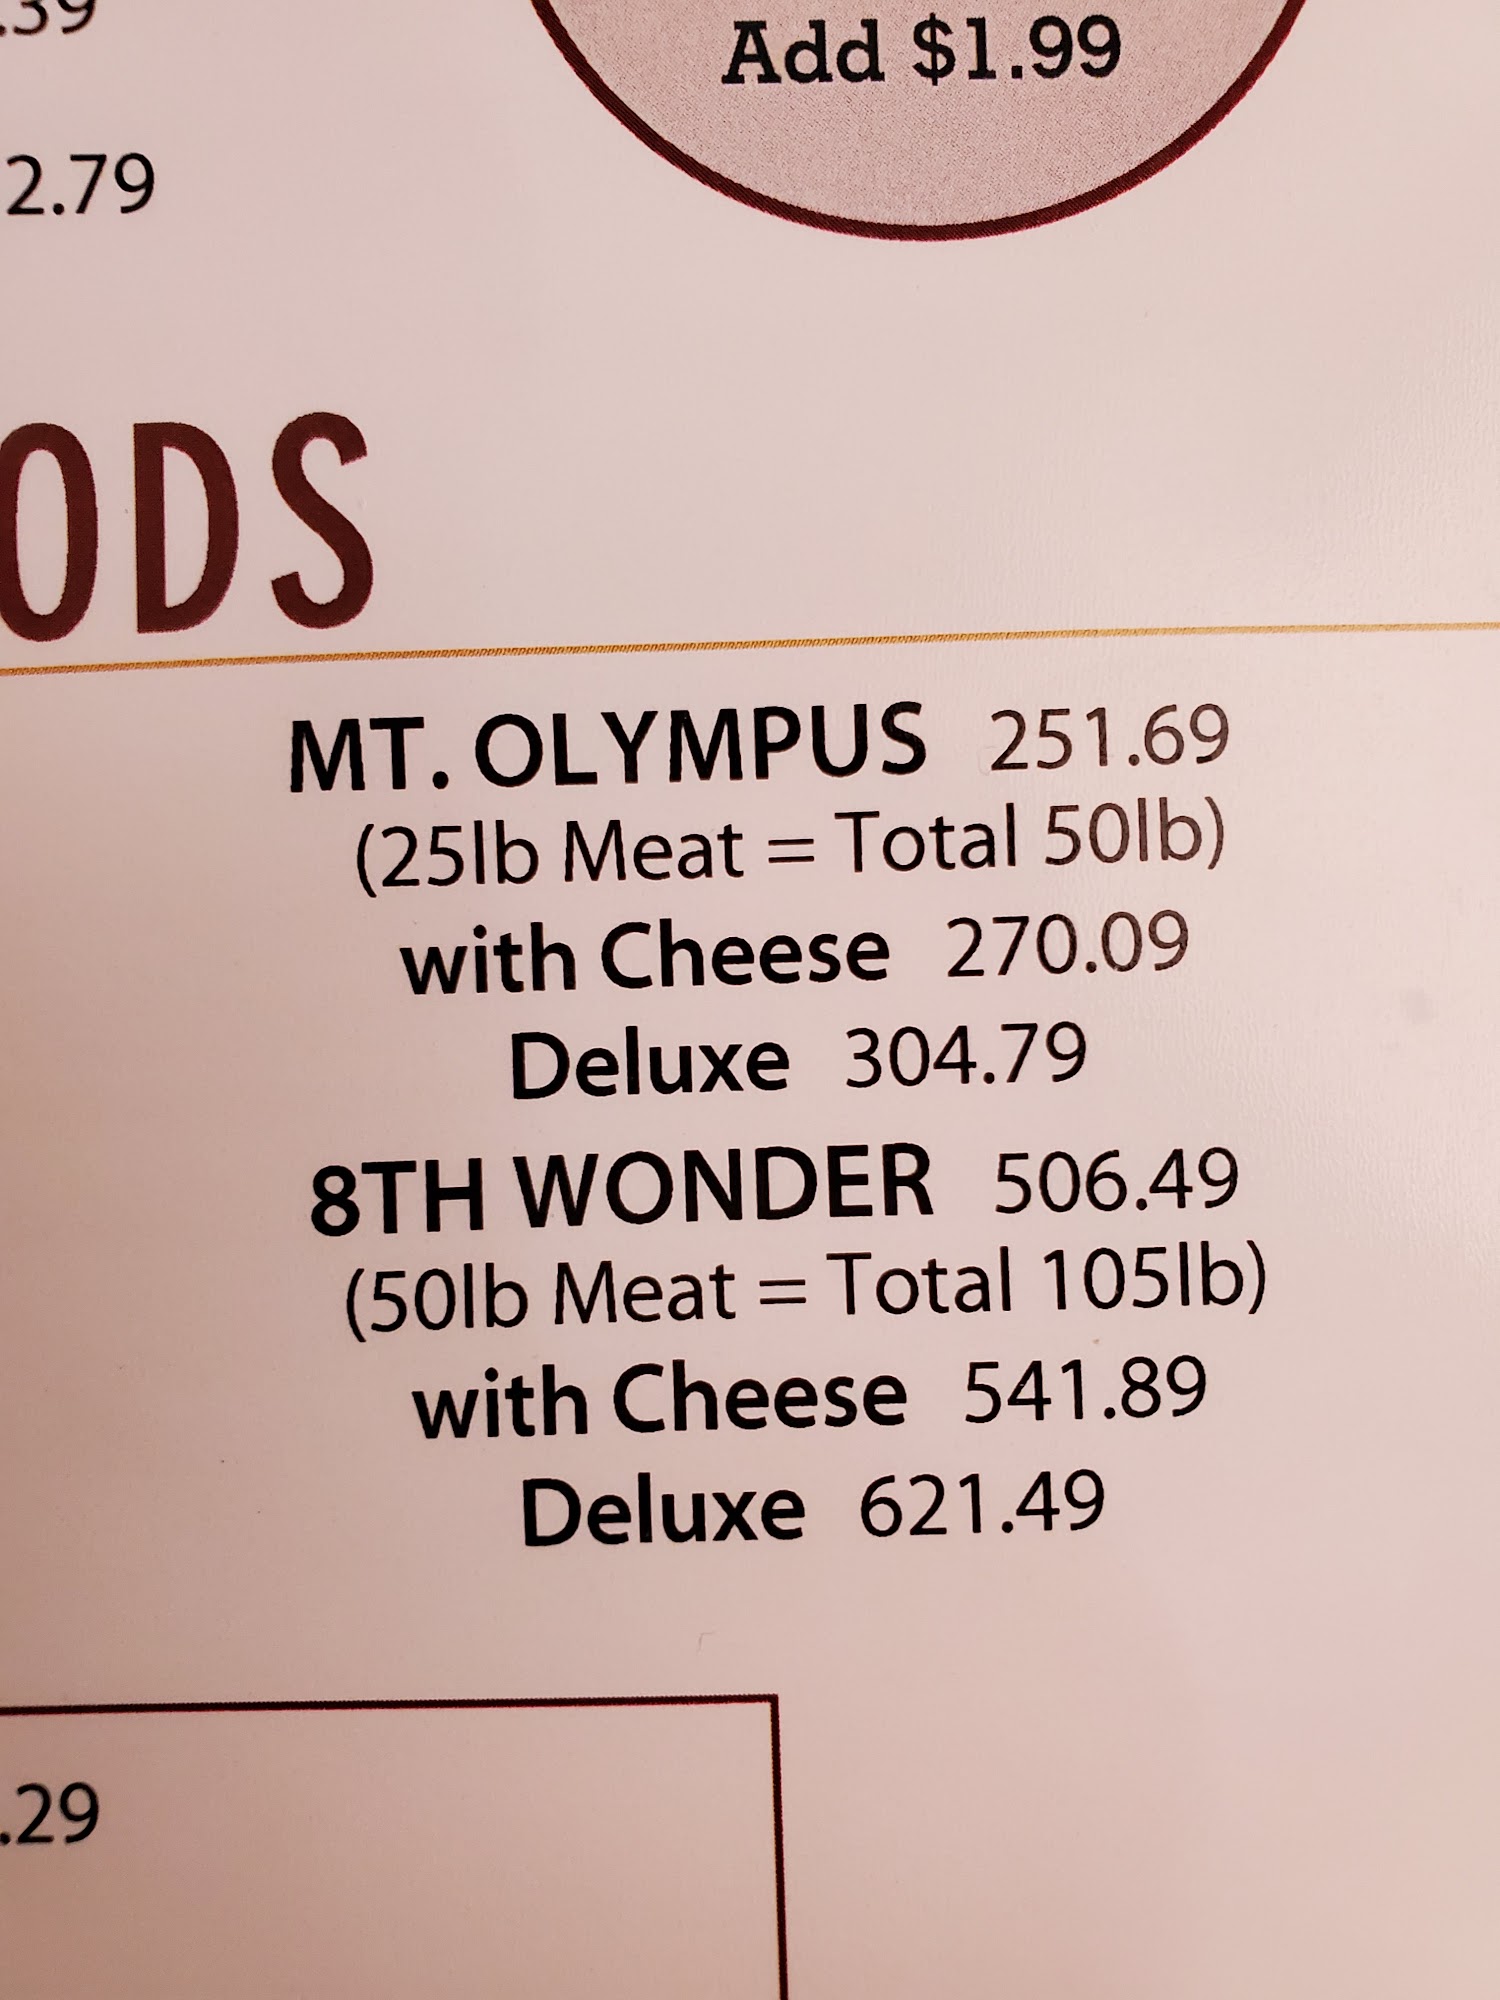 .39
Add $1.99
2.79
ODS
MT. OLYMPUS 251.69
(25lb Meat = Total 50lb)
with Cheese 270.09
Deluxe 304.79
8TH WONDER 506.49
(50lb Meat = Total 105lb)
with Cheese 541.89
Deluxe 621.49
.29